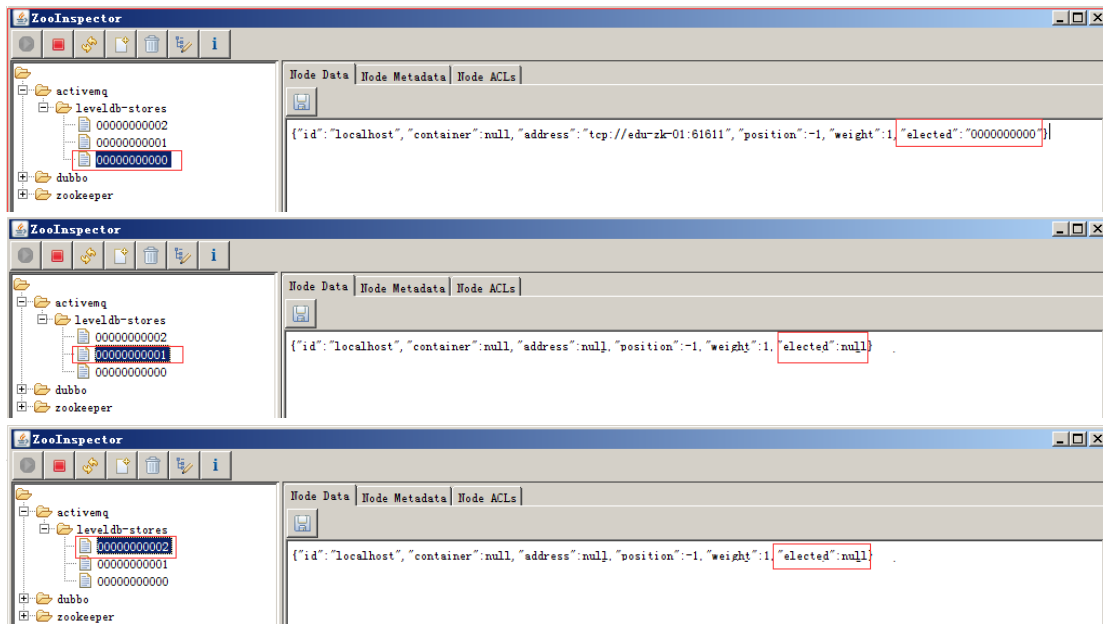 ZooInspector
Node Data Node Metadata Node ACLs
activemq
leveldb-stores
00000000002
00000000001
00000000000
dubbo
zookeeper
{"id":"localhost","container":null,"address":"tcp://edu-zk-01:61611","position":-1,"weight":1,"elected":"0000000000"}
ZooInspector
Node Data Node Metadata Node ACLs
activemq
leveldb-stores
00000000002
00000000001
00000000000
dubbo
zookeeper
{"id":"localhost","container":null,"address":null,"position":-1,"weight":1,"elected":null}
ZooInspector
Node Data Node Metadata Node ACLs
activemq
leveldb-stores
00000000002
00000000001
00000000000
dubbo
zookeeper
{"id":"localhost","container":null,"address":null,"position":-1,"weight":1,"elected":null}